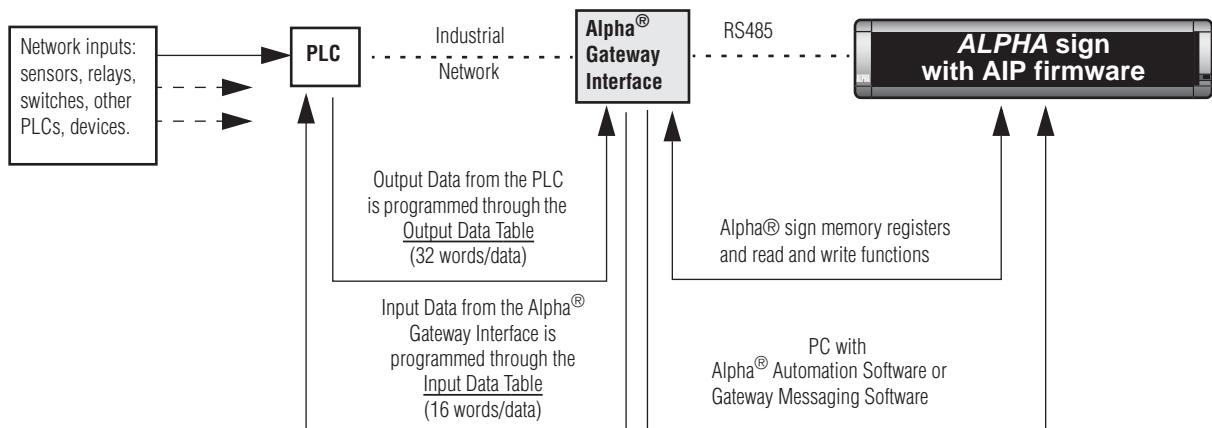 Network inputs:
sensors, relays,
switches, other
PLCs, devices.
PLC
Industrial
Network
Alpha®
Gateway
Interface
RS485
ALPHA sign
with AIP firmware
ALPHA
Output Data from the PLC
is programmed through the
Output Data Table
(32 words/data)
Alpha® sign memory registers
and read and write functions
Input Data from the Alpha®
Gateway Interface is
programmed through the
Input Data Table
(16 words/data)
PC with
Alpha® Automation Software or
Gateway Messaging Software